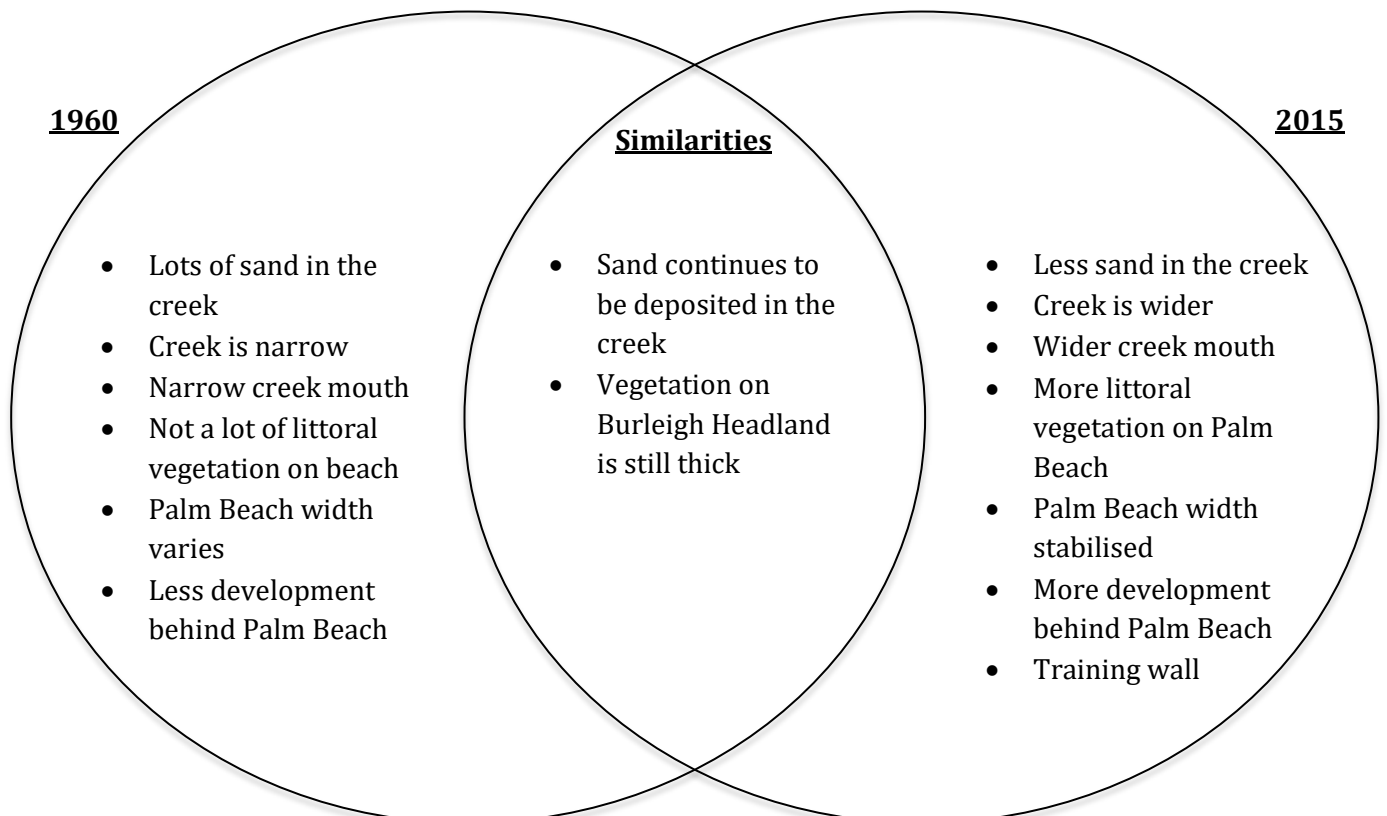 1960
• Lots of sand in the
creek
• Creek is narrow
• Narrow creek mouth
• Not a lot of littoral
vegetation on beach
• Palm Beach width
varies
• Less development
behind Palm Beach
Similarities
• Sand continues to
be deposited in the
creek
• Vegetation on
Burleigh Headland
is still thick
2015
• Less sand in the creek
• Creek is wider
• Wider creek mouth
• More littoral
vegetation on Palm
Beach
• Palm Beach width
stabilised
• More development
behind Palm Beach
• Training wall